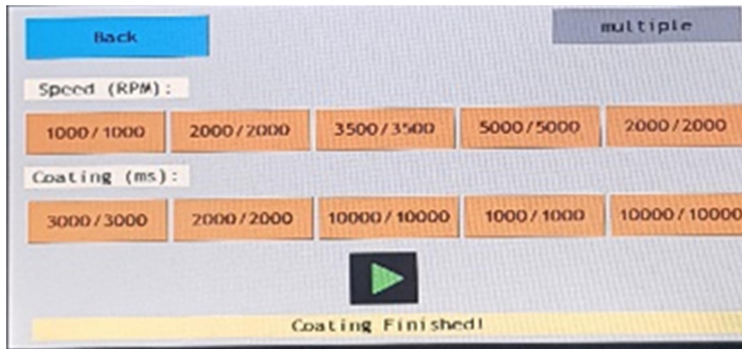 Back multiple
Speed (RPM):
1000/1000 2000/2000 3500/3500 5000/5000 2000/2000
Coating (ms):
3000/3000 2000/2000 10000/10000 1000/1000 10000/10000
Coating Finished!